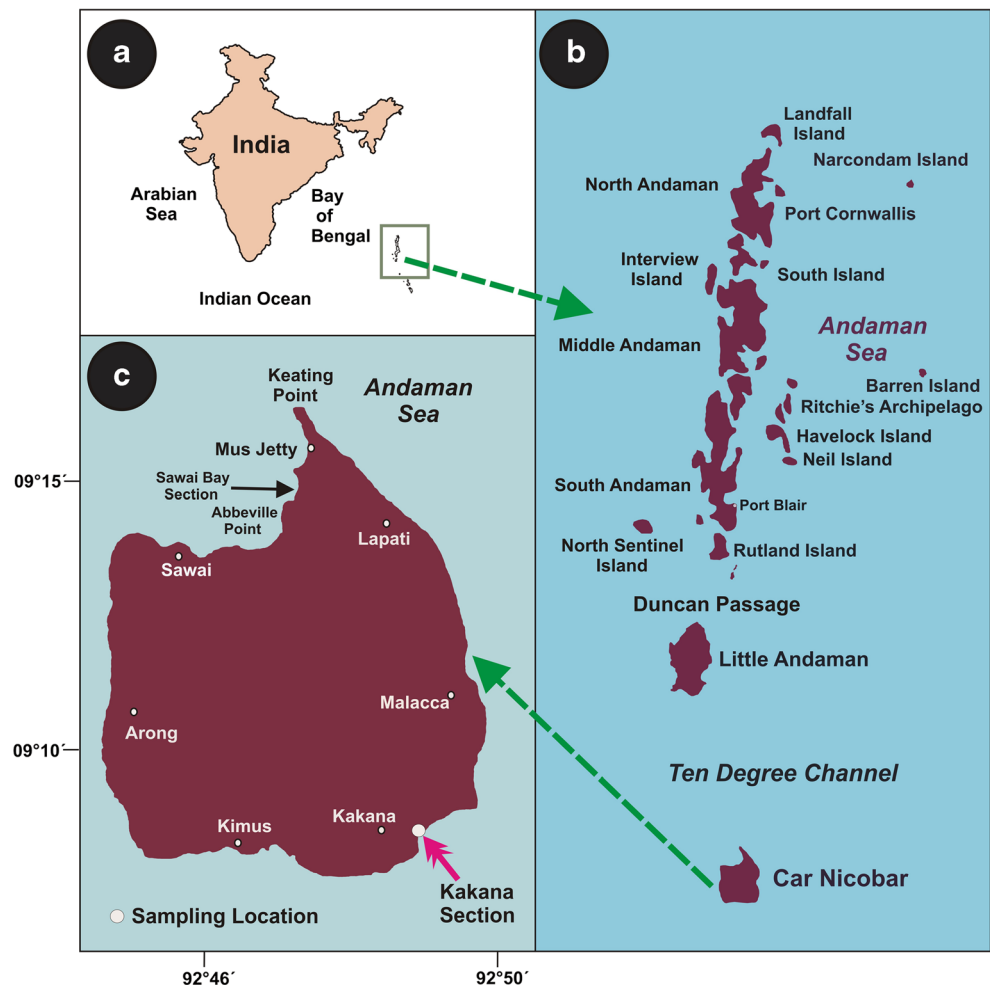 a
India
Arabian
Sea
Bay
of
Bengal
Indian Ocean
b
Landfall
Island
Narcondam Island
North Andaman
Port Cornwallis
Interview
Island
South Island
Andaman
Sea
Middle Andaman
Barren Island
Ritchie's Archipelago
Havelock Island
Neil Island
South Andaman
Port Blair
North Sentinel
Island
Rutland Island
Duncan Passage
Little Andaman
Ten Degree Channel
Car Nicobar
c
Keating
Point
Andaman
Sea
Mus Jetty
09°15′
Sawai Bay
Section
Abbeville
Point
Lapati
Sawai
Malacca
Arong
09°10′
Kakana
Kimus
Kakana
Section
Sampling Location
92°46′
92°50′